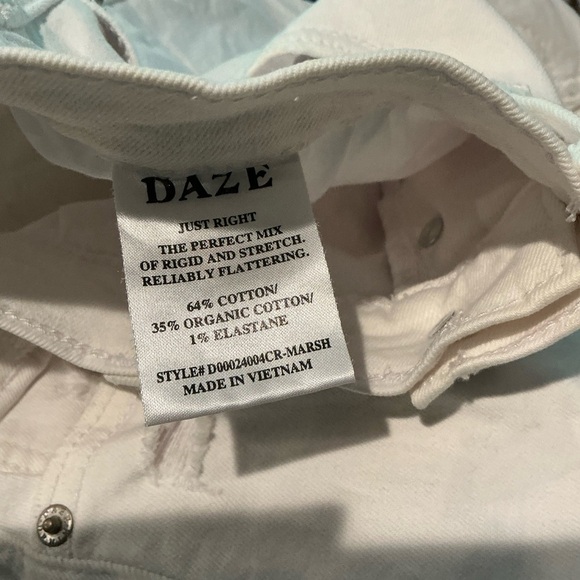 DAZE
JUST RIGHT
THE PERFECT MIX
OF RIGID AND STRETCH.
RELIABLY FLATTERING.
64% COTTON/
35% ORGANIC COTTON/
1% ELASTANE
STYLE# D00024004CR-MARSH
MADE IN VIETNAM